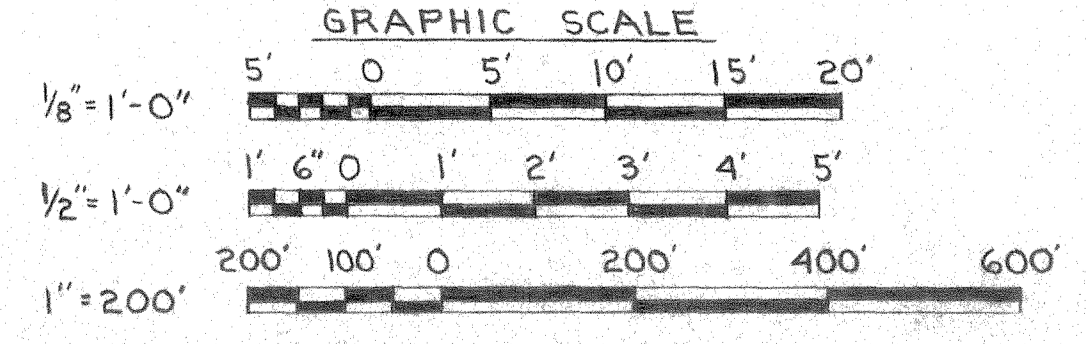 GRAPHIC SCALE
5' 0 5' 10' 15' 20'
1/8" = 1'-0"
1' 6" 0 1' 2' 3' 4' 5'
1/2" = 1'-0"
200' 100' 0 200' 400' 600'
1" = 200'